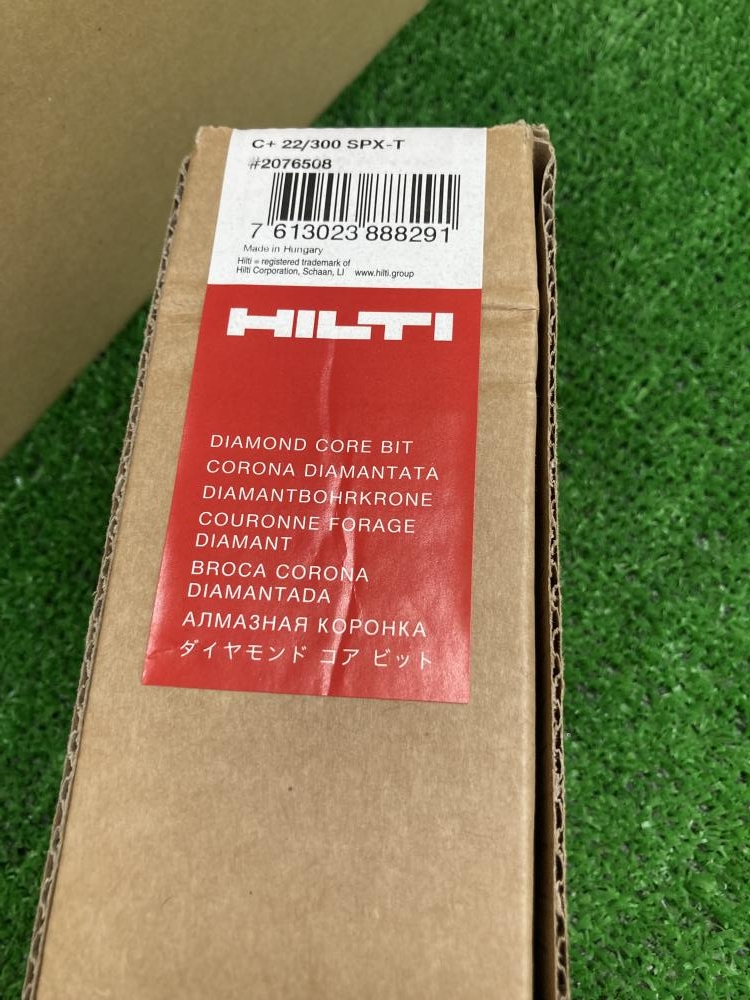 C+ 22/300 SPX-T
#2076508
7 613023 888291
Made in Hungary
Hilti = registered trademark of
Hilti Corporation, Schaan, LI www.hilti.group
HILTI
DIAMOND CORE BIT
CORONA DIAMANTATA
DIAMANTBOHRKRONE
COURONNE FORAGE
DIAMANT
BROCA CORONA
DIAMANTADA
АЛМАЗНАЯ КОРОНКА
ダイヤモンド コア ビット